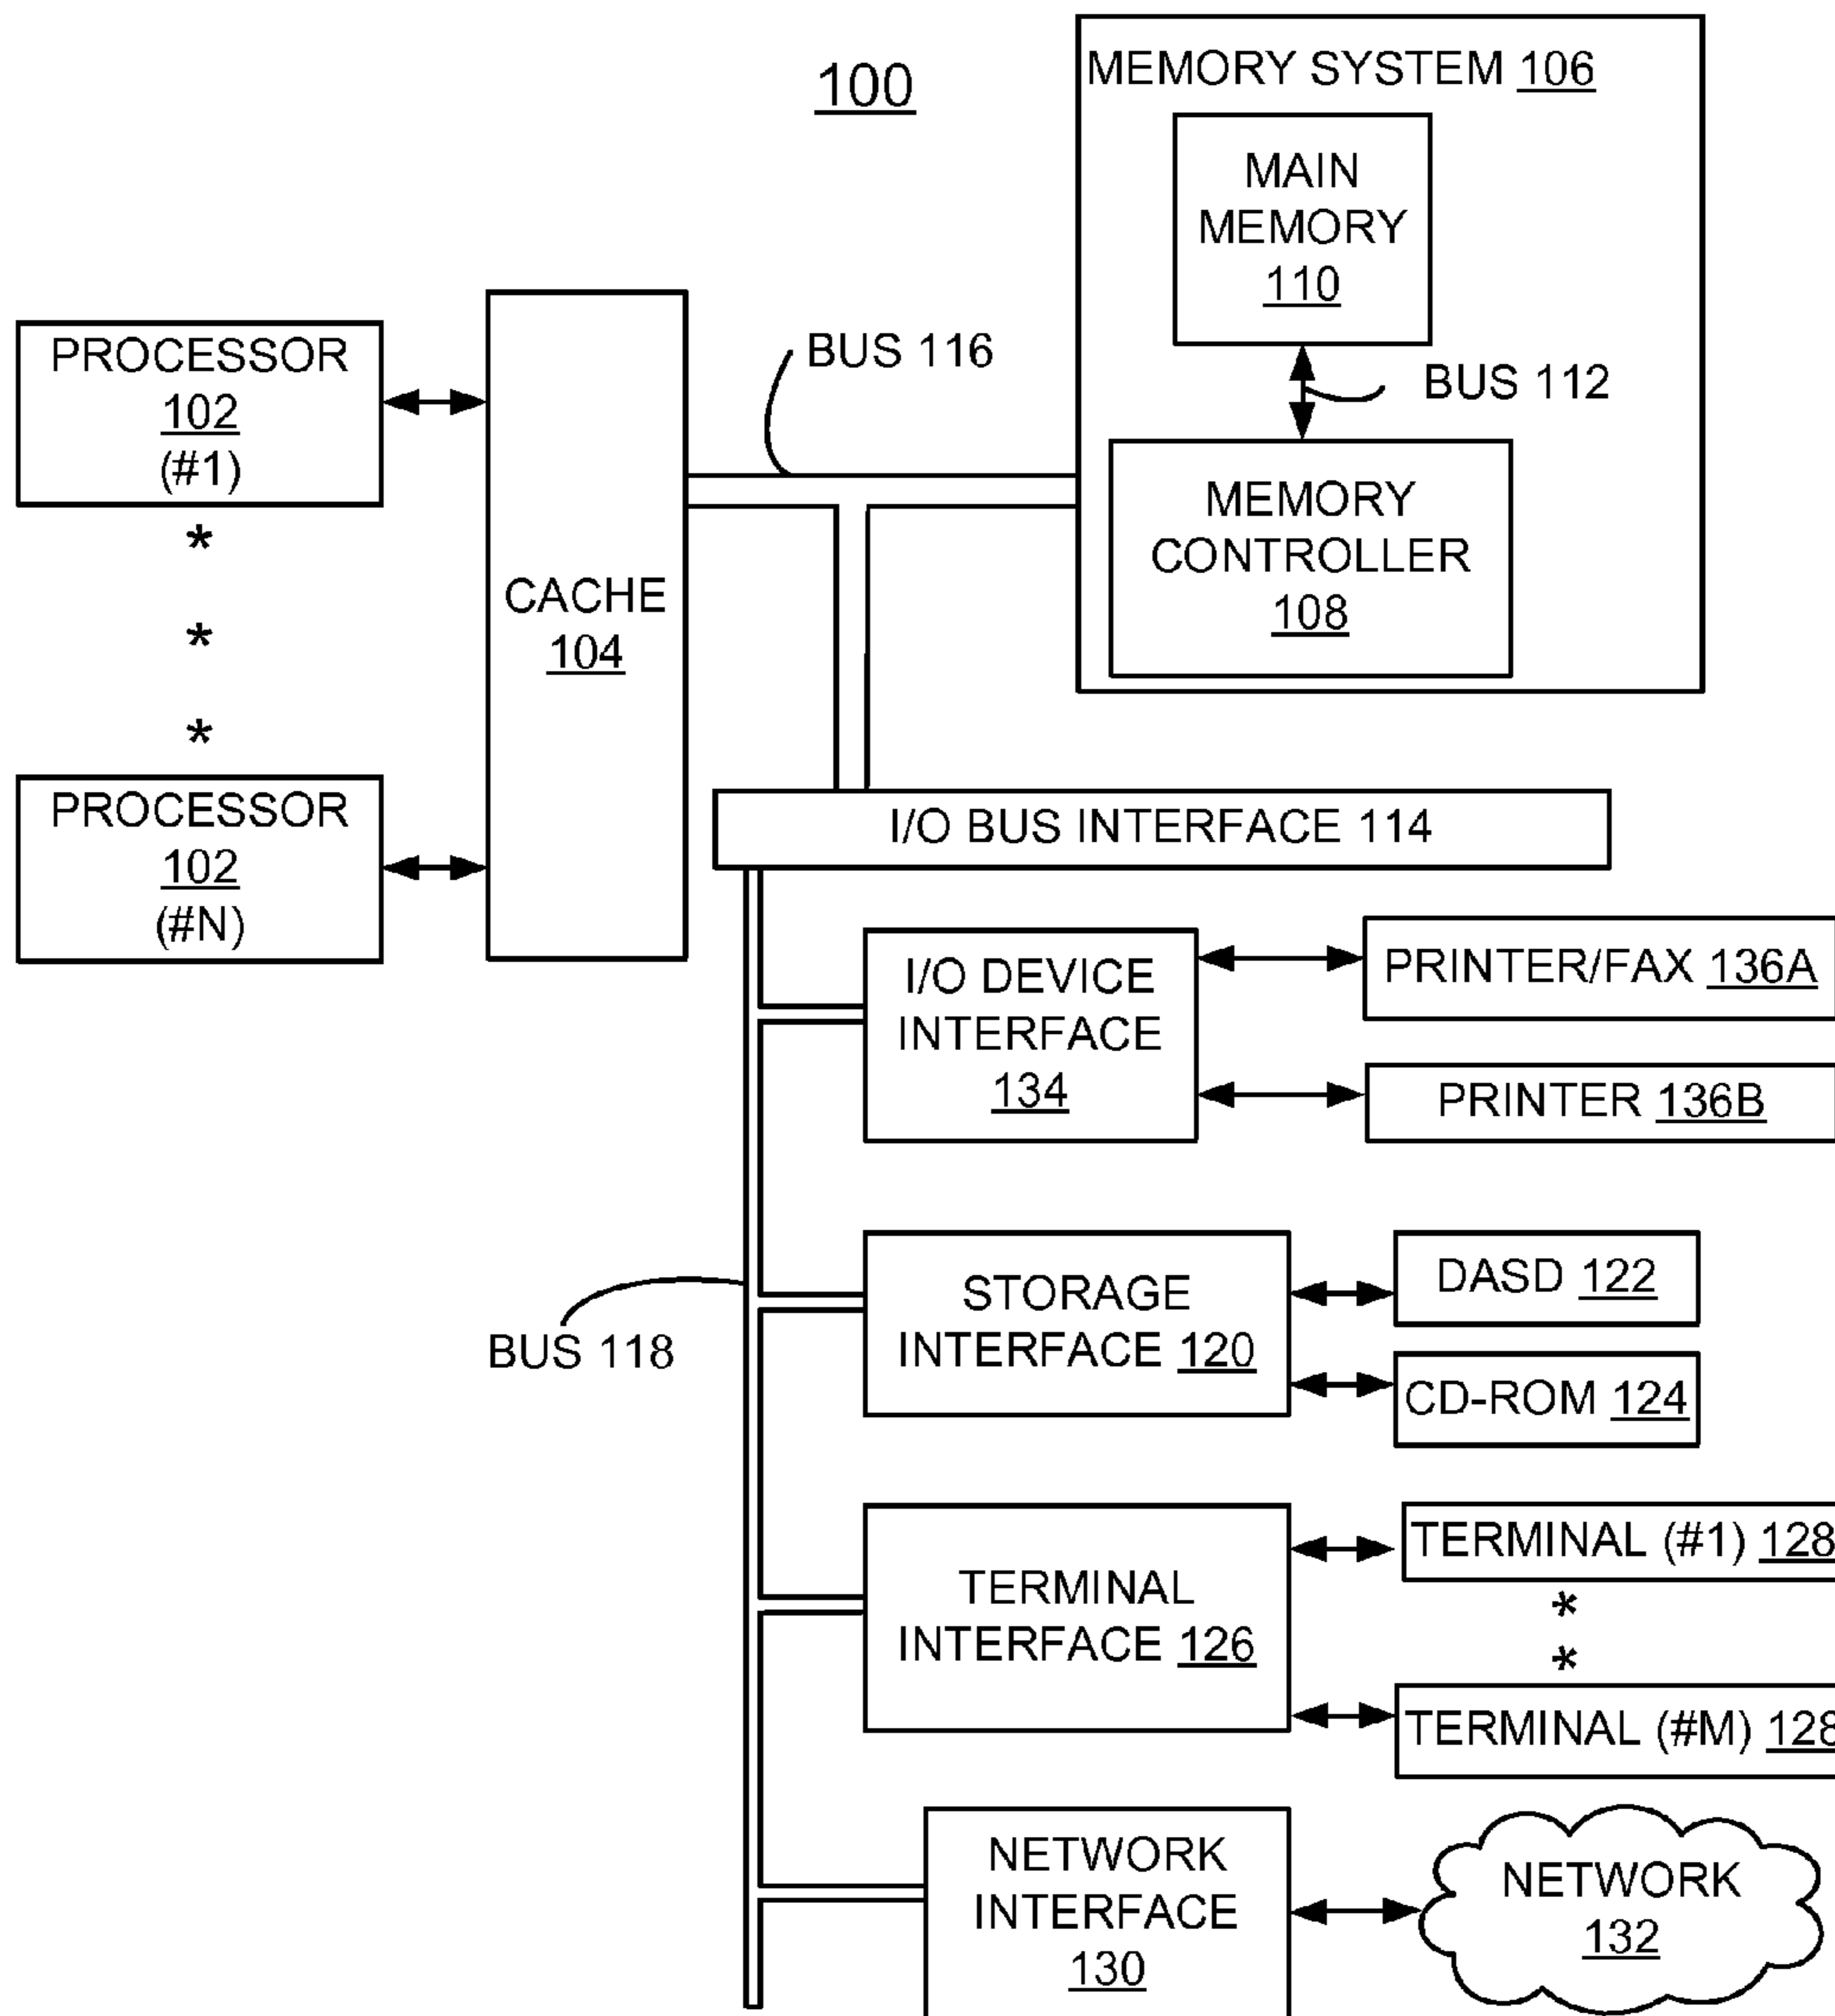 100
MEMORY SYSTEM 106
MAIN
MEMORY
110
BUS 112
MEMORY
CONTROLLER
108
BUS 116
PROCESSOR
102
(#1)
*
*
*
PROCESSOR
102
(#N)
CACHE
104
I/O BUS INTERFACE 114
I/O DEVICE
INTERFACE
134
PRINTER/FAX 136A
PRINTER 136B
BUS 118
STORAGE
INTERFACE 120
DASD 122
CD-ROM 124
TERMINAL
INTERFACE 126
TERMINAL (#1) 128
*
*
TERMINAL (#M) 128
NETWORK
INTERFACE
130
NETWORK
132